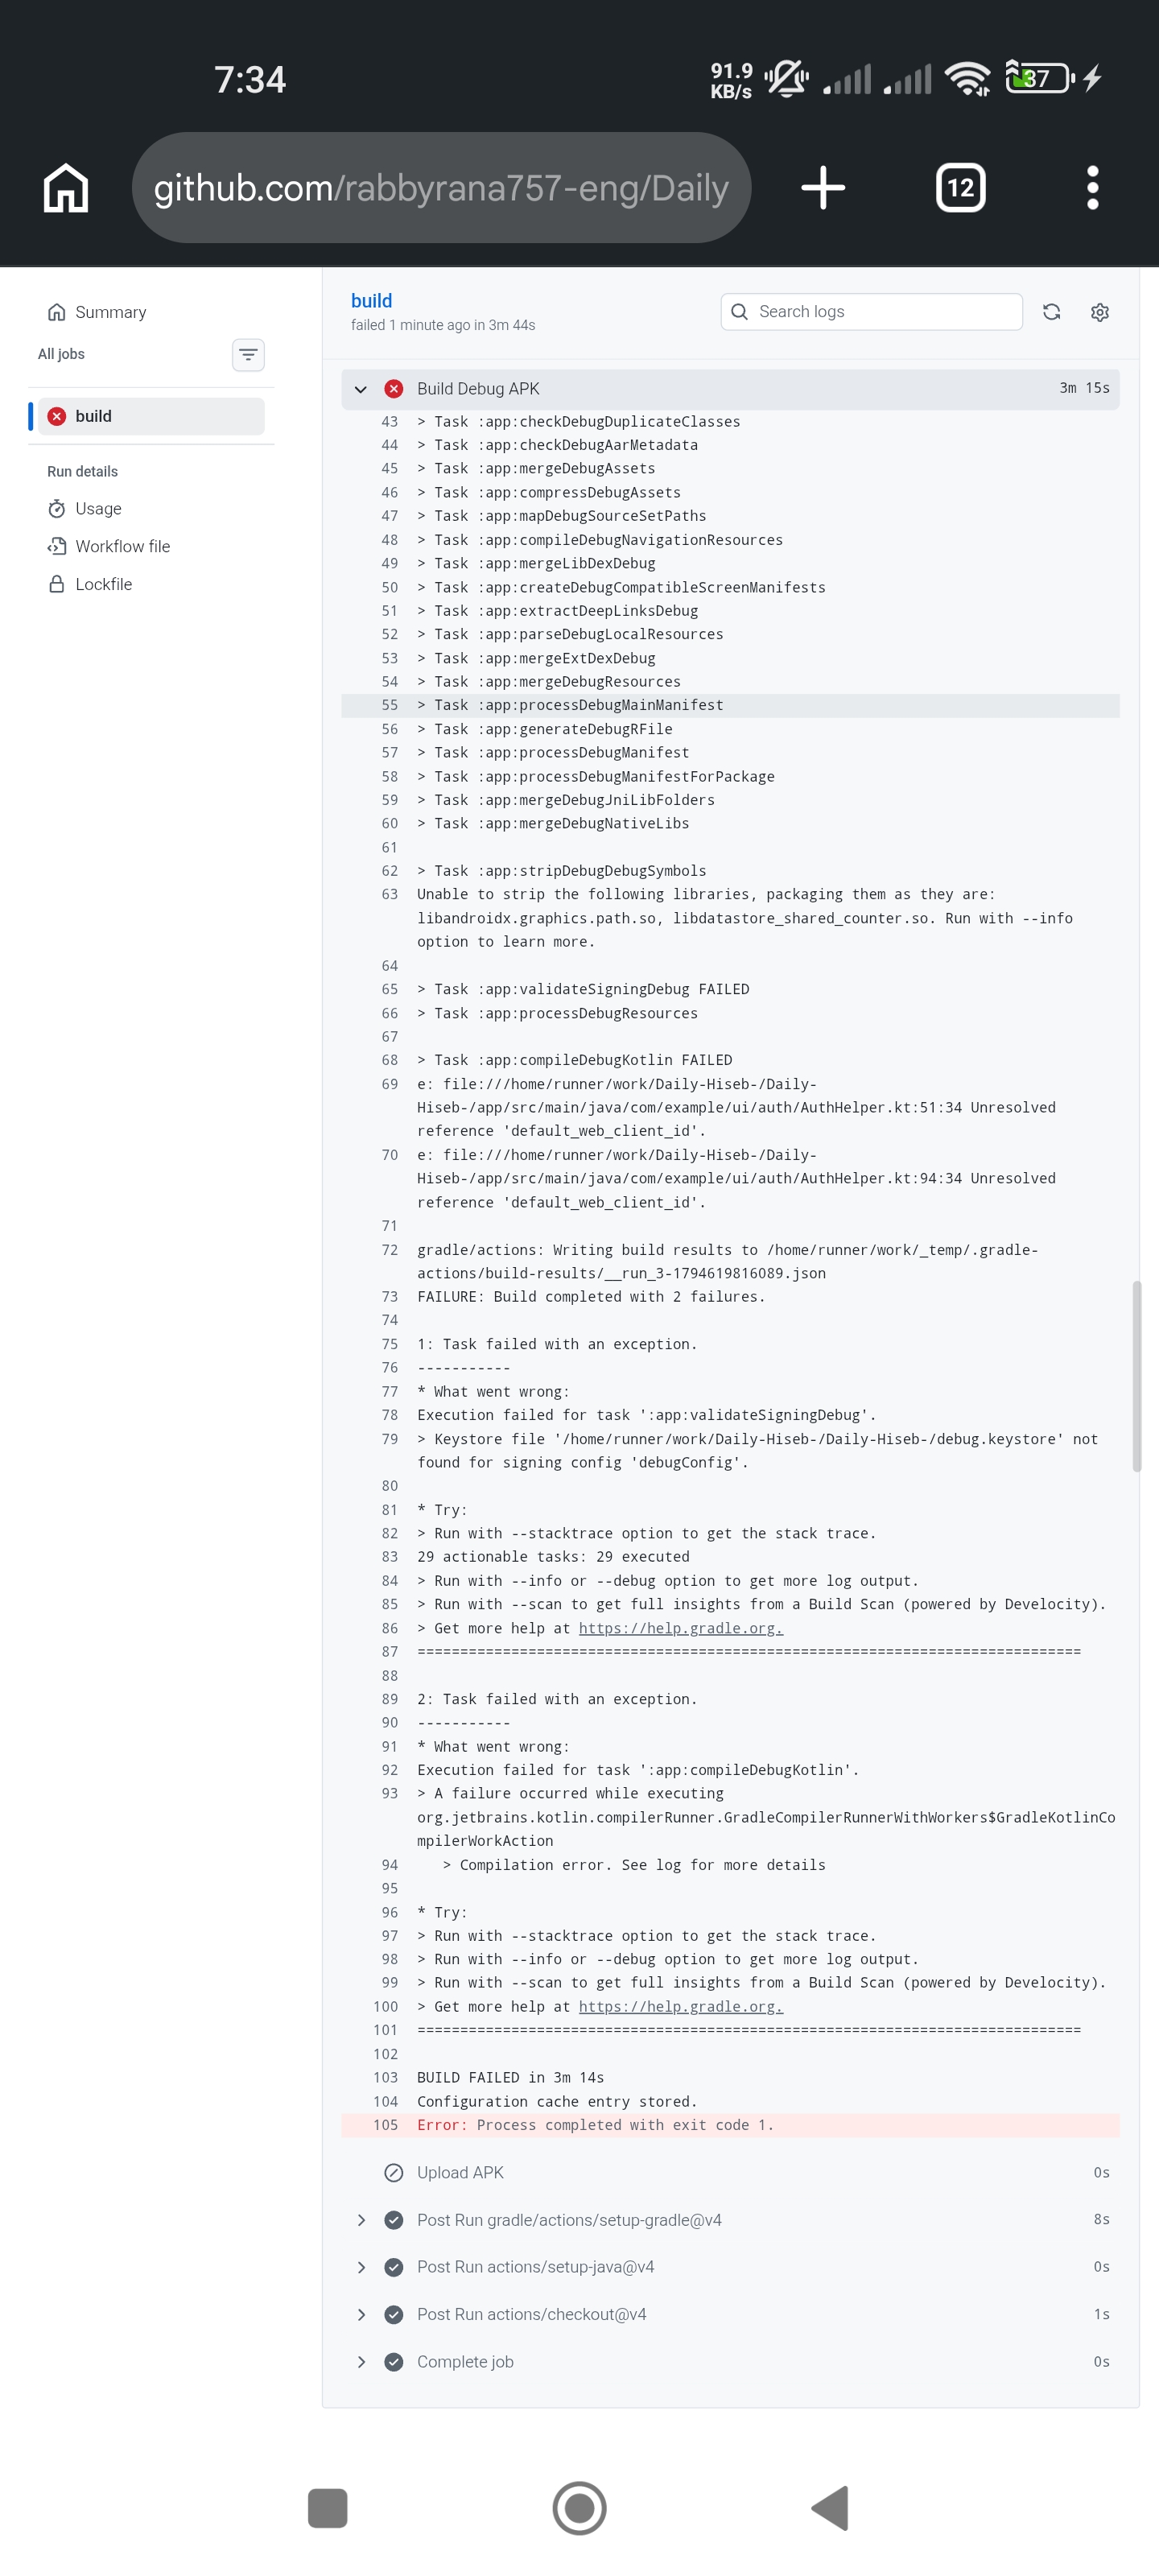 7:34
91.9
KB/s
37
github.com/rabbyrana757-eng/Daily
12
Summary
All jobs
build
Run details
Usage
Workflow file
Lockfile
build
failed 1 minute ago in 3m 44s
Search logs
Build Debug APK 3m 15s
43 > Task :app:checkDebugDuplicateClasses
44 > Task :app:checkDebugAarMetadata
45 > Task :app:mergeDebugAssets
46 > Task :app:compressDebugAssets
47 > Task :app:mapDebugSourceSetPaths
48 > Task :app:compileDebugNavigationResources
49 > Task :app:mergeLibDexDebug
50 > Task :app:createDebugCompatibleScreenManifests
51 > Task :app:extractDeepLinksDebug
52 > Task :app:parseDebugLocalResources
53 > Task :app:mergeExtDexDebug
54 > Task :app:mergeDebugResources
55 > Task :app:processDebugMainManifest
56 > Task :app:generateDebugRFile
57 > Task :app:processDebugManifest
58 > Task :app:processDebugManifestForPackage
59 > Task :app:mergeDebugJniLibFolders
60 > Task :app:mergeDebugNativeLibs
61
62 > Task :app:stripDebugDebugSymbols
63 Unable to strip the following libraries, packaging them as they are:
libandroidx.graphics.path.so, libdatastore_shared_counter.so. Run with --info
option to learn more.
64
65 > Task :app:validateSigningDebug FAILED
66 > Task :app:processDebugResources
67
68 > Task :app:compileDebugKotlin FAILED
69 e: file:///home/runner/work/Daily-Hiseb-/Daily-
Hiseb-/app/src/main/java/com/example/ui/auth/AuthHelper.kt:51:34 Unresolved
reference 'default_web_client_id'.
70 e: file:///home/runner/work/Daily-Hiseb-/Daily-
Hiseb-/app/src/main/java/com/example/ui/auth/AuthHelper.kt:94:34 Unresolved
reference 'default_web_client_id'.
71
72 gradle/actions: Writing build results to /home/runner/work/_temp/.gradle-
actions/build-results/__run_3-1794619816089.json
73 FAILURE: Build completed with 2 failures.
74
75 1: Task failed with an exception.
76 -----------
77 * What went wrong:
78 Execution failed for task ':app:validateSigningDebug'.
79 > Keystore file '/home/runner/work/Daily-Hiseb-/Daily-Hiseb-/debug.keystore' not
found for signing config 'debugConfig'.
80
81 * Try:
82 > Run with --stacktrace option to get the stack trace.
83 29 actionable tasks: 29 executed
84 > Run with --info or --debug option to get more log output.
85 > Run with --scan to get full insights from a Build Scan (powered by Develocity).
86 > Get more help at https://help.gradle.org.
87 ==============================================================================
88
89 2: Task failed with an exception.
90 -----------
91 * What went wrong:
92 Execution failed for task ':app:compileDebugKotlin'.
93 > A failure occurred while executing
org.jetbrains.kotlin.compilerRunner.GradleCompilerRunnerWithWorkers$GradleKotlinCo
mpilerWorkAction
94 > Compilation error. See log for more details
95
96 * Try:
97 > Run with --stacktrace option to get the stack trace.
98 > Run with --info or --debug option to get more log output.
99 > Run with --scan to get full insights from a Build Scan (powered by Develocity).
100 > Get more help at https://help.gradle.org.
101 ==============================================================================
102
103 BUILD FAILED in 3m 14s
104 Configuration cache entry stored.
105 Error: Process completed with exit code 1.
Upload APK 0s
Post Run gradle/actions/setup-gradle@v4 8s
Post Run actions/setup-java@v4 0s
Post Run actions/checkout@v4 1s
Complete job 0s